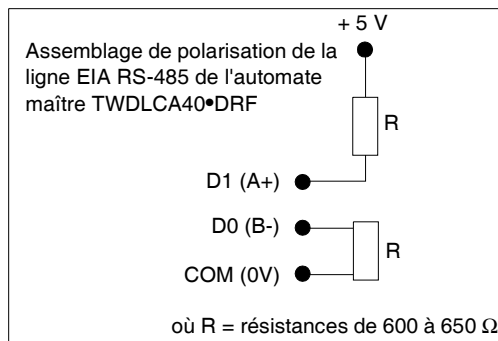 + 5 V
Assemblage de polarisation de la
ligne EIA RS-485 de l'automate
maître TWDLCA40•DRF
R
D1 (A+)
D0 (B-)
R
COM (0V)
où R = résistances de 600 à 650 Ω